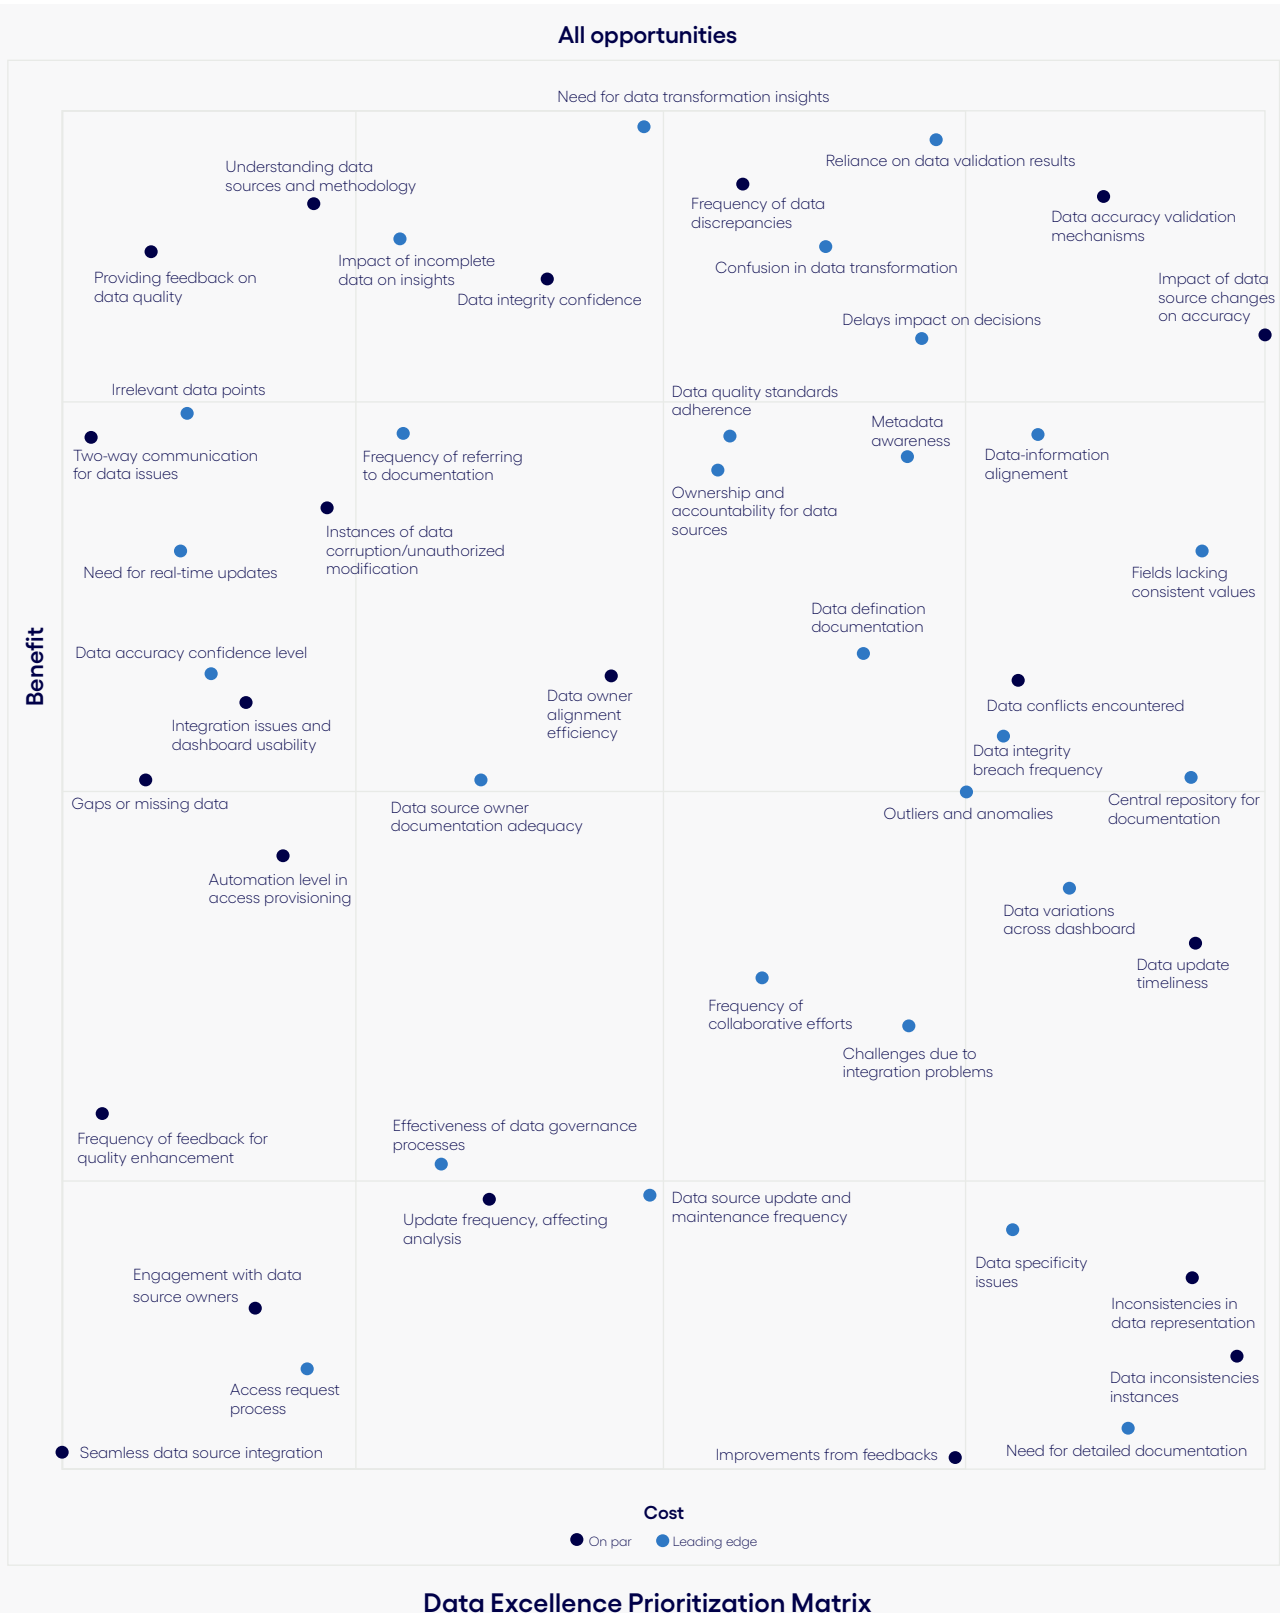 All opportunities
Need for data transformation insights
Reliance on data validation results
Understanding data
sources and methodology
Frequency of data
discrepancies
Data accuracy validation
mechanisms
Providing feedback on
data quality
Impact of incomplete
data on insights
Data integrity confidence
Confusion in data transformation
Impact of data
source changes
on accuracy
Delays impact on decisions
Irrelevant data points
Data quality standards
adherence
Metadata
awareness
Two-way communication
for data issues
Frequency of referring
to documentation
Data-information
alignement
Ownership and
accountability for data
sources
Instances of data
corruption/unauthorized
modification
Need for real-time updates
Fields lacking
consistent values
Data defination
documentation
Benefit
Data accuracy confidence level
Integration issues and
dashboard usability
Data owner
alignment
efficiency
Data conflicts encountered
Data integrity
breach frequency
Gaps or missing data
Data source owner
documentation adequacy
Outliers and anomalies
Central repository for
documentation
Automation level in
access provisioning
Data variations
across dashboard
Data update
timeliness
Frequency of
collaborative efforts
Challenges due to
integration problems
Frequency of feedback for
quality enhancement
Effectiveness of data governance
processes
Update frequency, affecting
analysis
Data source update and
maintenance frequency
Data specificity
issues
Engagement with data
source owners
Inconsistencies in
data representation
Access request
process
Data inconsistencies
instances
Seamless data source integration
Improvements from feedbacks
Need for detailed documentation
Cost
On par
Leading edge
Data Excellence Prioritization Matrix